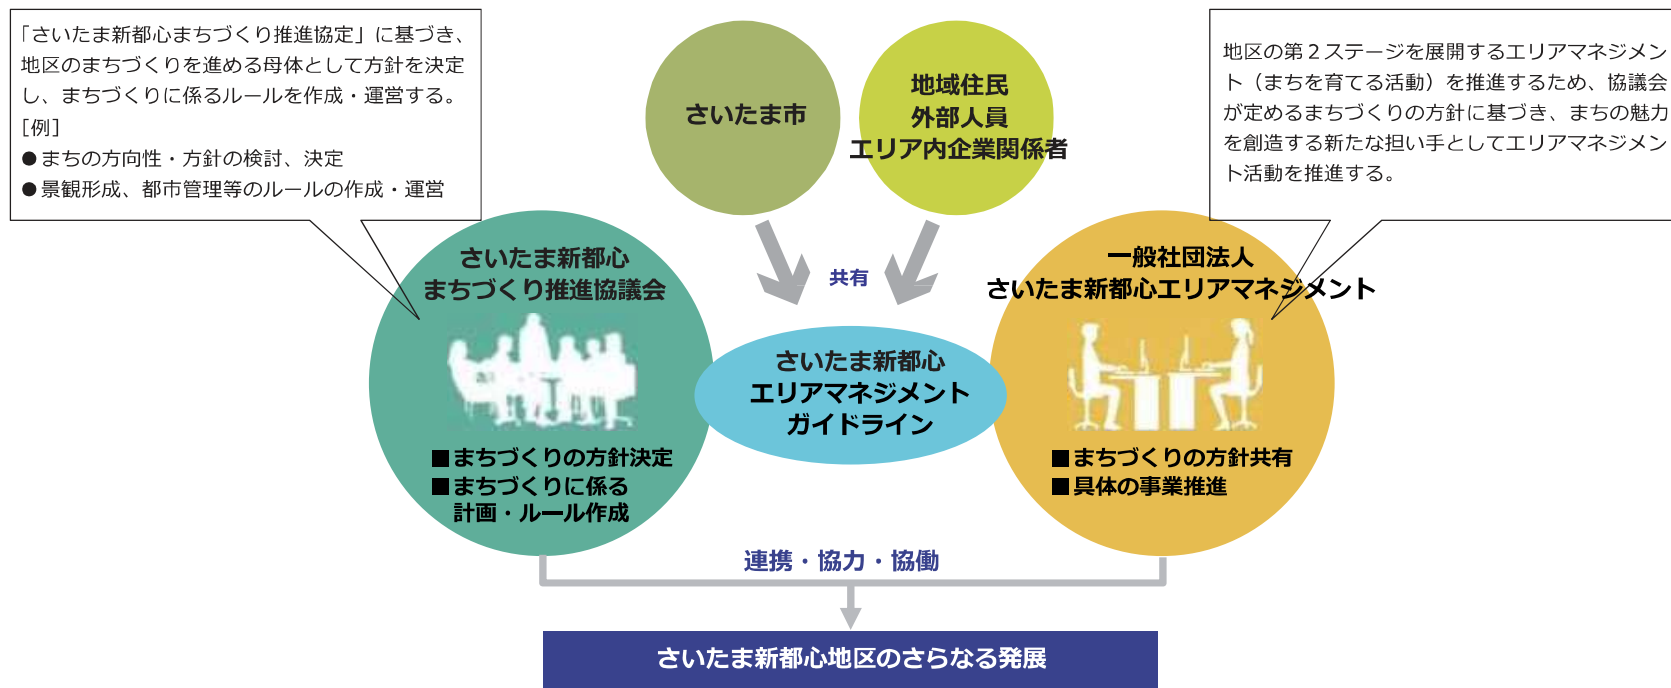 「さいたま新都心まちづくり推進協定」に基づき、
地区のまちづくりを進める母体として方針を決定
し、まちづくりに係るルールを作成・運営する。
［例］
●まちの方向性・方針の検討、決定
●景観形成、都市管理等のルールの作成・運営
さいたま市
地域住民
外部人員
エリア内企業関係者
地区の第２ステージを展開するエリアマネジメン
ト（まちを育てる活動）を推進するため、協議会
が定めるまちづくりの方針に基づき、まちの魅力
を創造する新たな担い手としてエリアマネジメン
ト活動を推進する。
さいたま新都心
まちづくり推進協議会
共有
一般社団法人
さいたま新都心エリアマネジメント
さいたま新都心
エリアマネジメント
ガイドライン
■まちづくりの方針決定
■まちづくりに係る
計画・ルール作成
■まちづくりの方針共有
■具体の事業推進
連携・協力・協働
さいたま新都心地区のさらなる発展